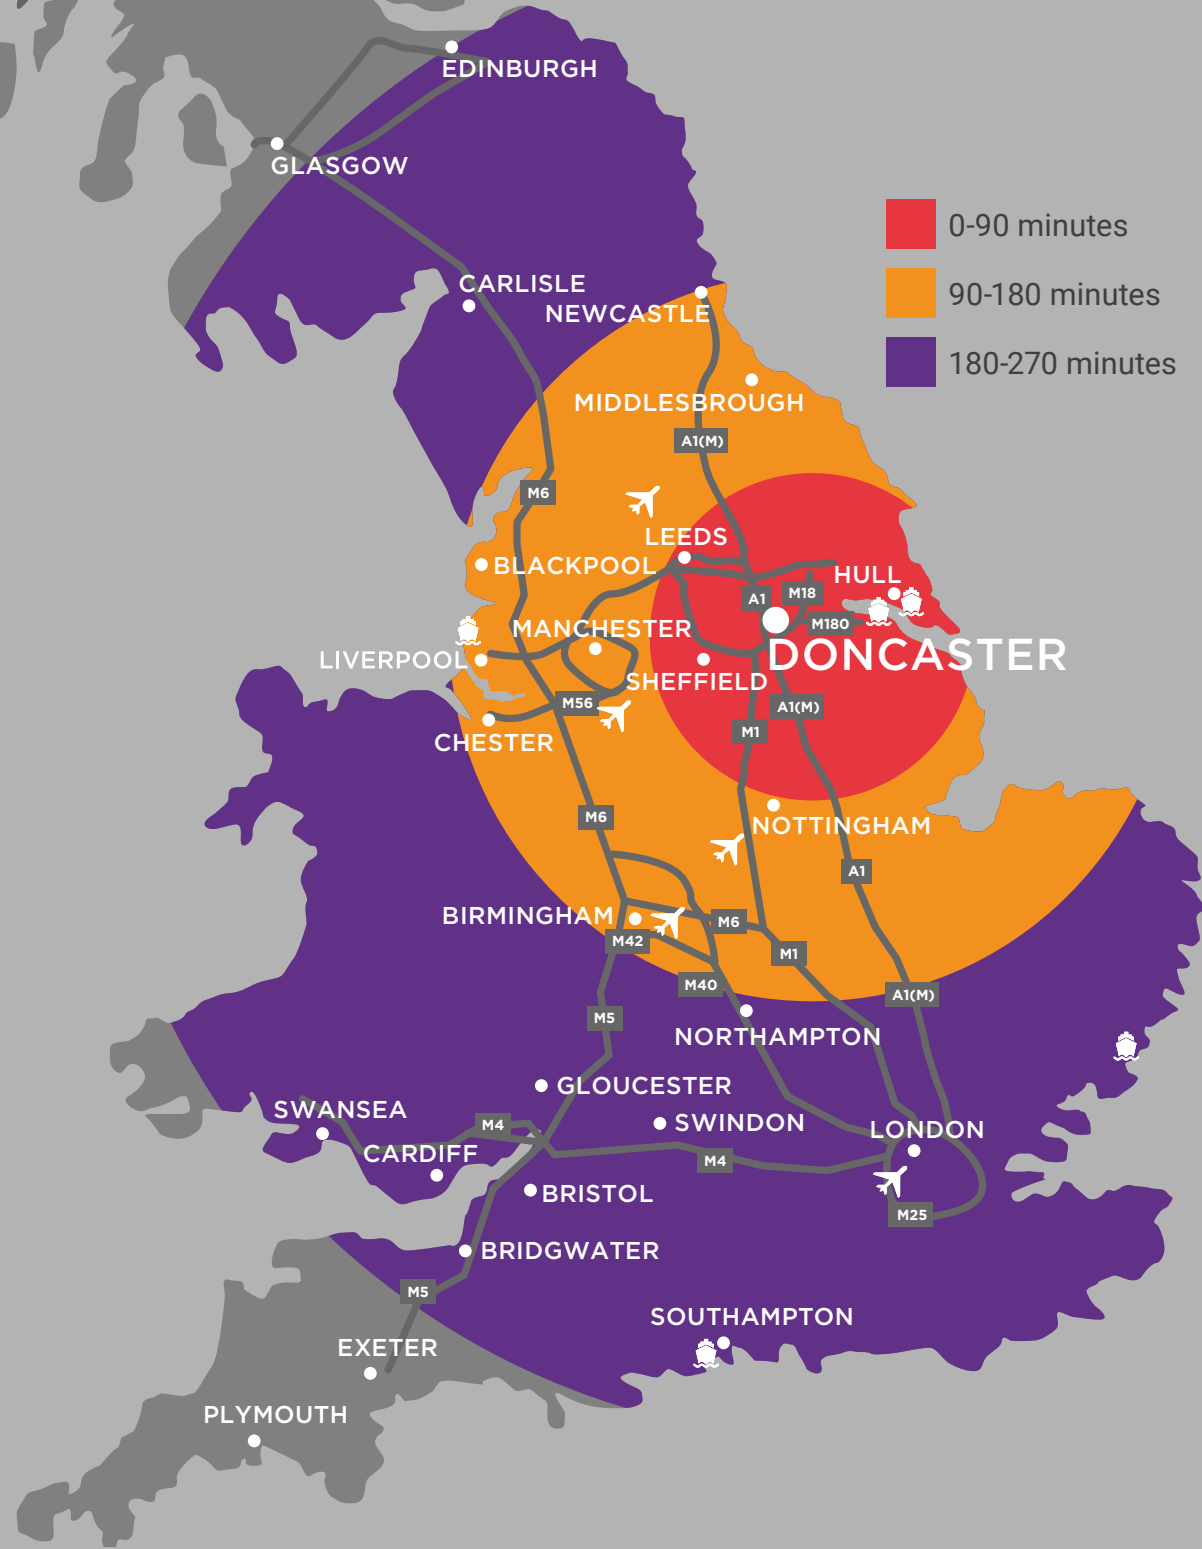 EDINBURGH
GLASGOW
0-90 minutes
CARLISLE
90-180 minutes
NEWCASTLE
180-270 minutes
MIDDLESBROUGH
A1(M)
M6
LEEDS
BLACKPOOL
HULL
A1
M18
M180
MANCHESTER
DONCASTER
LIVERPOOL
SHEFFIELD
M56
A1(M)
M1
CHESTER
M6
NOTTINGHAM
A1
BIRMINGHAM
M6
M42
M1
M40
A1(M)
M5
NORTHAMPTON
GLOUCESTER
SWANSEA
M4
SWINDON
LONDON
CARDIFF
M4
BRISTOL
M25
BRIDGWATER
M5
SOUTHAMPTON
EXETER
PLYMOUTH